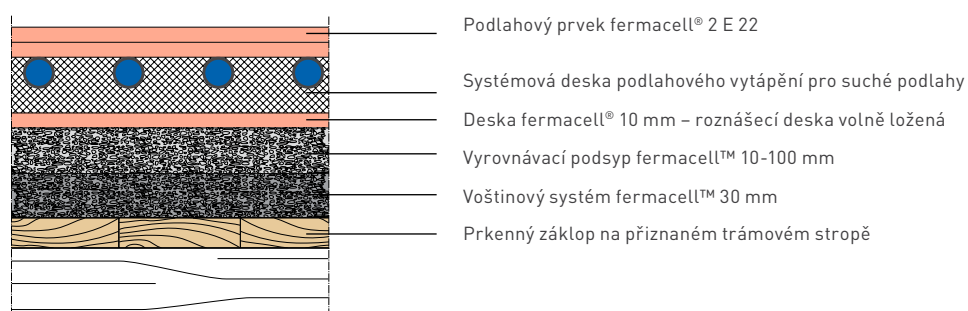 Podlahový prvek fermacell® 2 E 22
Systémová deska podlahového vytápění pro suché podlahy
Deska fermacell® 10 mm – roznášecí deska volně ložená
Vyrovnávací podsyp fermacell™ 10-100 mm
Voštinový systém fermacell™ 30 mm
Prkenný záklop na přiznaném trámovém stropě